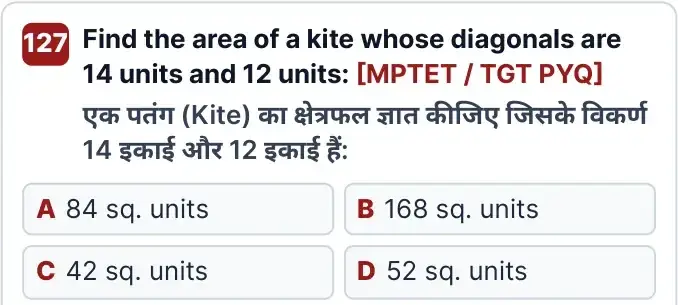 127 Find the area of a kite whose diagonals are
14 units and 12 units: [MPTET / TGT PYQ]
एक पतंग (Kite) का क्षेत्रफल ज्ञात कीजिए जिसके विकर्ण
14 इकाई और 12 इकाई हैं:
A 84 sq. units
B 168 sq. units
C 42 sq. units
D 52 sq. units